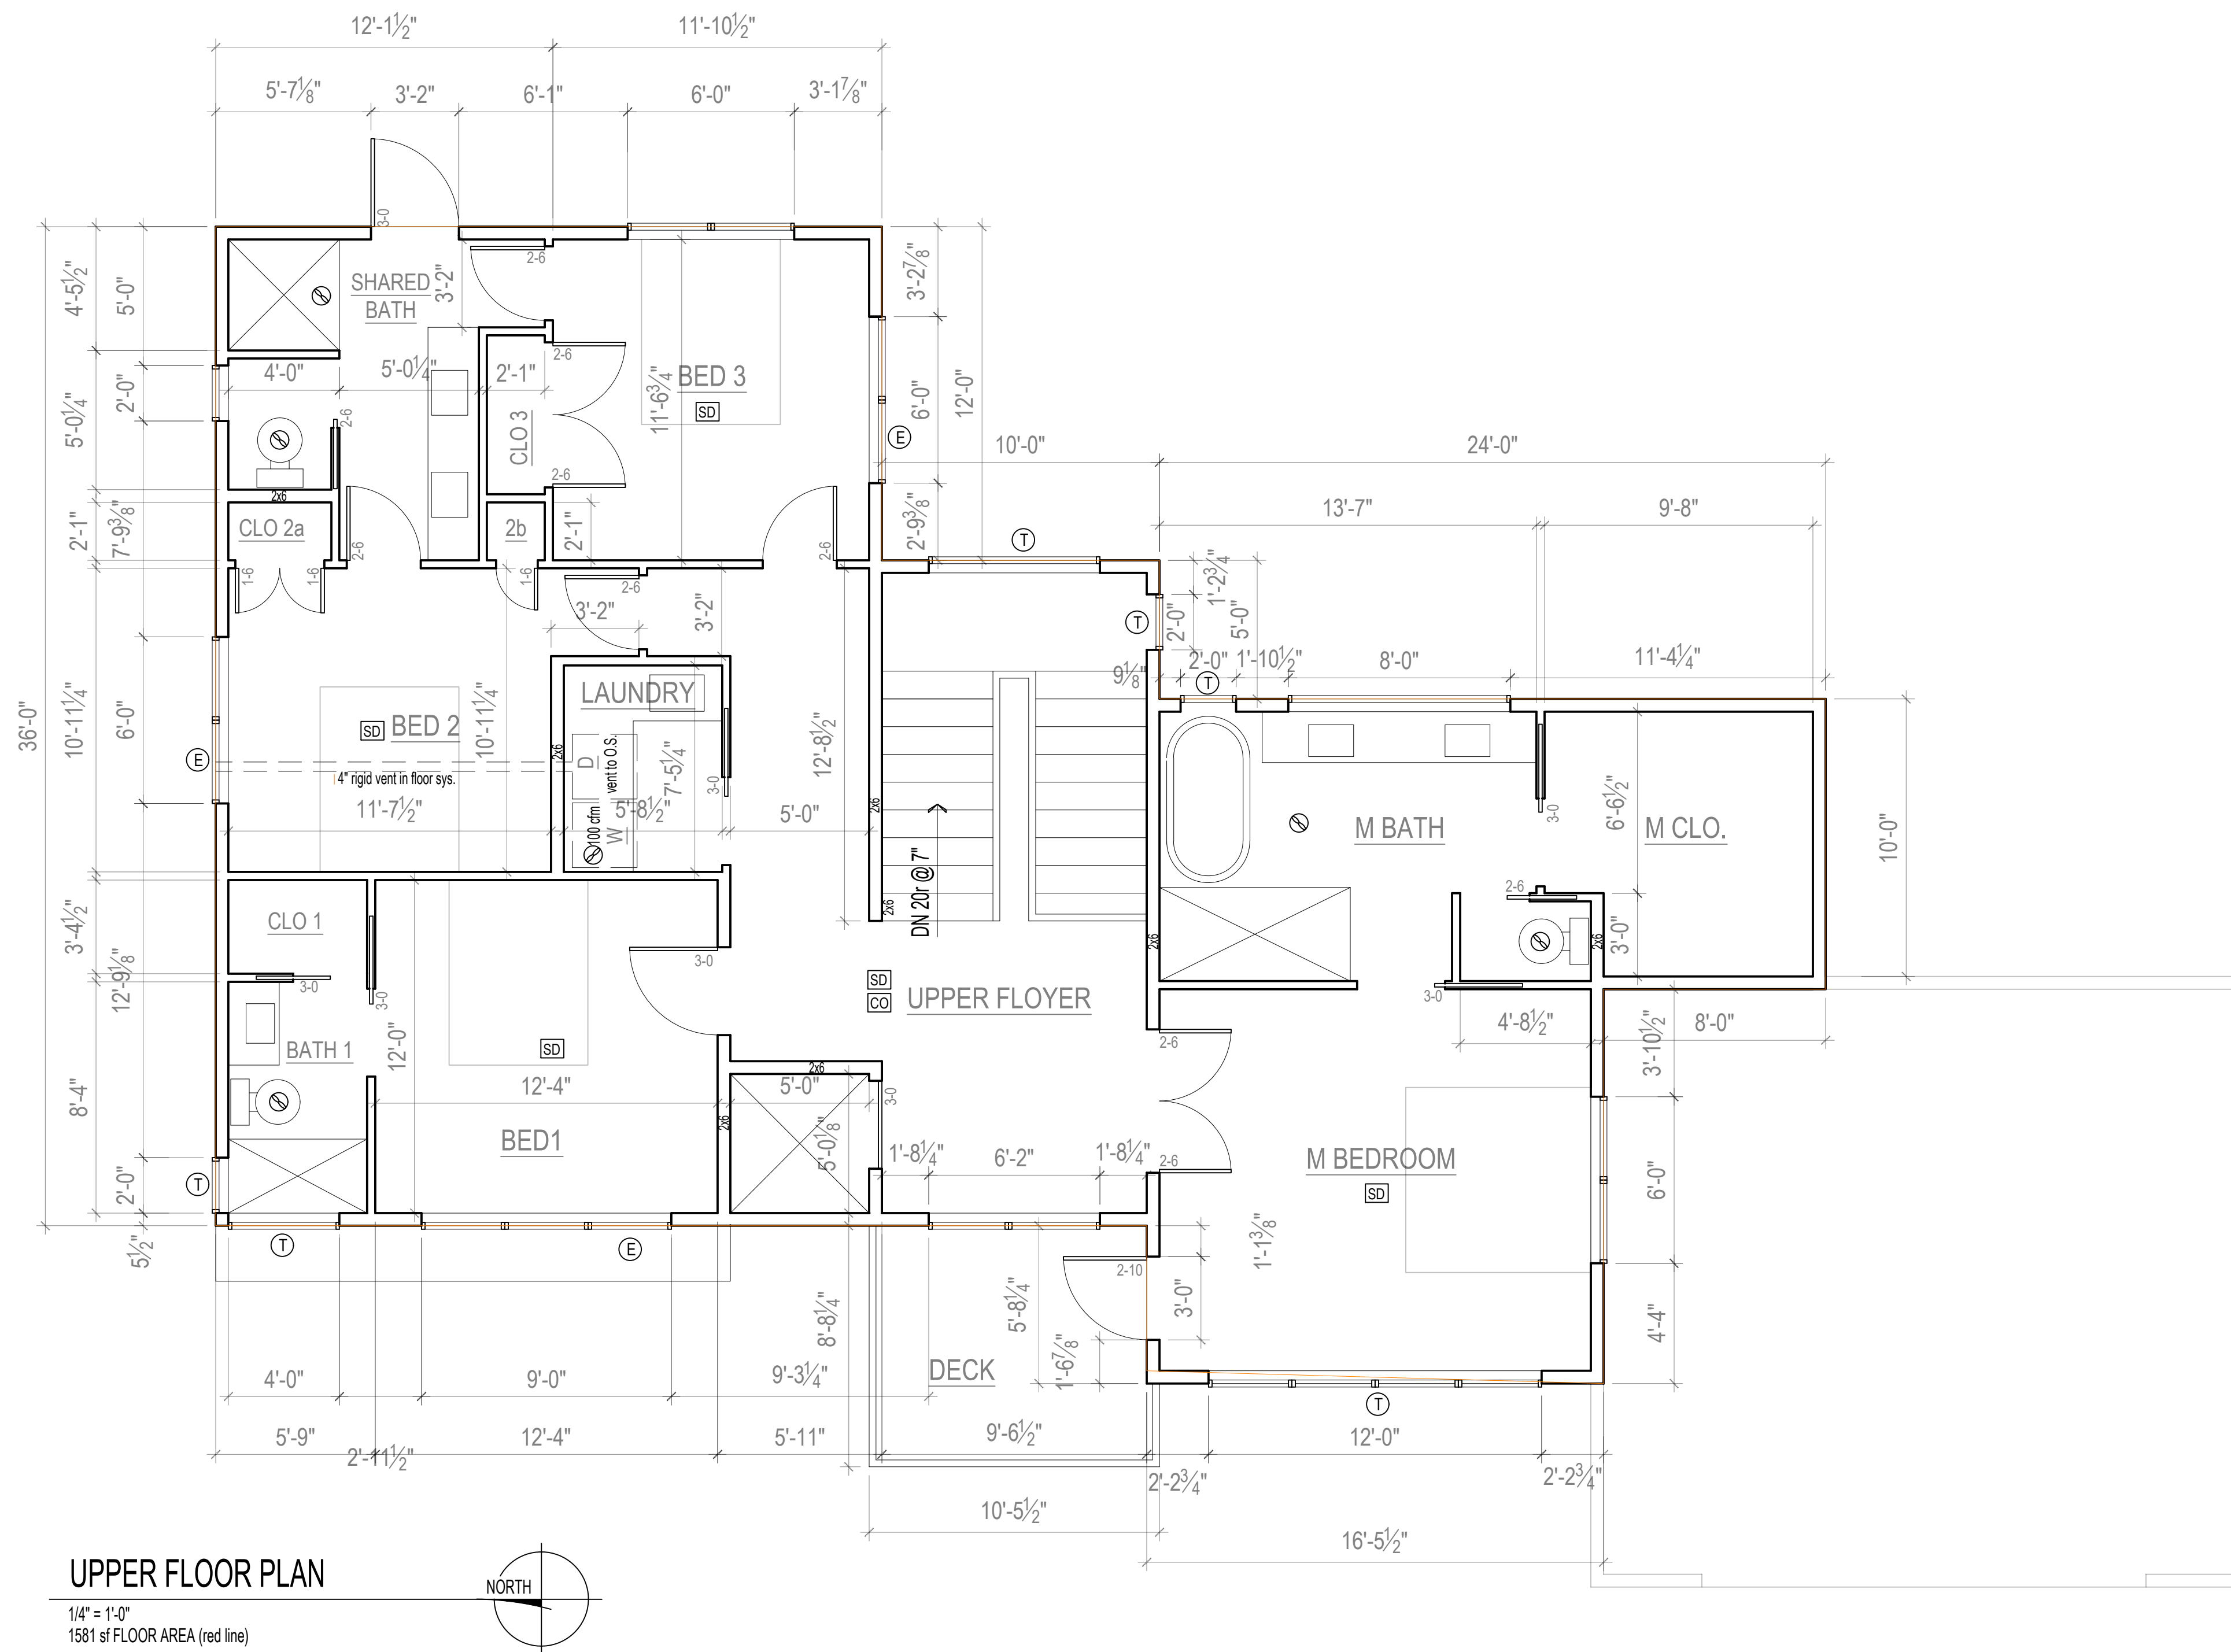 12'-1½" 11'-10½"
5'-7⅛" 3'-2" 6'-1" 6'-0" 3'-1⅞"
3-0
2-6
SHARED
BATH
3'-2"
4'-5½"
5'-0"
3'-2⅞"
2-6
4'-0" 5'-0¼" 2'-1"
11'-6¾"
BED 3
SD
CLO 3
2-6
2'-0"
5'-0¼"
6'-0"
12'-0"
E
10'-0" 24'-0"
2-6
2x6
CLO 2a
2b
2'-1"
2'-1"
7'-9⅜"
2-6
2-6
2'-9⅜"
13'-7" 9'-8"
T
1-6
1-6
1-6
2-6
3'-2"
3'-2"
1'-2¾"
2'-0"
5'-0"
T
9⅛"
2'-0" 1'-10½" 8'-0" 11'-4¼"
T
36'-0"
10'-11¼"
6'-0"
E
SD
BED 2
10'-11¼"
LAUNDRY
2x6
D
vent to O.S.
4" rigid vent in floor sys.
7'-5¼"
3-0
12'-8½"
11'-7½" 5'-8½" 5'-0"
100 cfm
W
2x6
DN 20r @ 7"
2x6
M BATH
3-0
6'-6½"
M CLO.
10'-0"
CLO 1
3'-4½"
12'-9⅛"
3-0
3-0
3-0
2x6
2-6
2x6
3'-0"
SD
CO
UPPER FLOYER
3-0
4'-8½" 8'-0"
3'-10½"
BATH 1
SD
12'-0"
2-6
8'-4"
12'-4"
2x6
5'-0"
3-0
2x6
BED1
5'-0⅛"
1'-8¼" 6'-2" 1'-8¼"
2-6
M BEDROOM
SD
6'-0"
T
2'-0"
5½"
T
E
1'-1⅜"
2-10
3'-0"
5'-8¼"
8'-8¼"
1'-6⅞"
4'-4"
4'-0" 9'-0" 9'-3¼"
DECK
T
5'-9" 2'-11½" 12'-4" 5'-11" 9'-6½" 12'-0"
2'-2¾" 2'-2¾"
10'-5½"
16'-5½"
UPPER FLOOR PLAN
NORTH
1/4" = 1'-0"
1581 sf FLOOR AREA (red line)